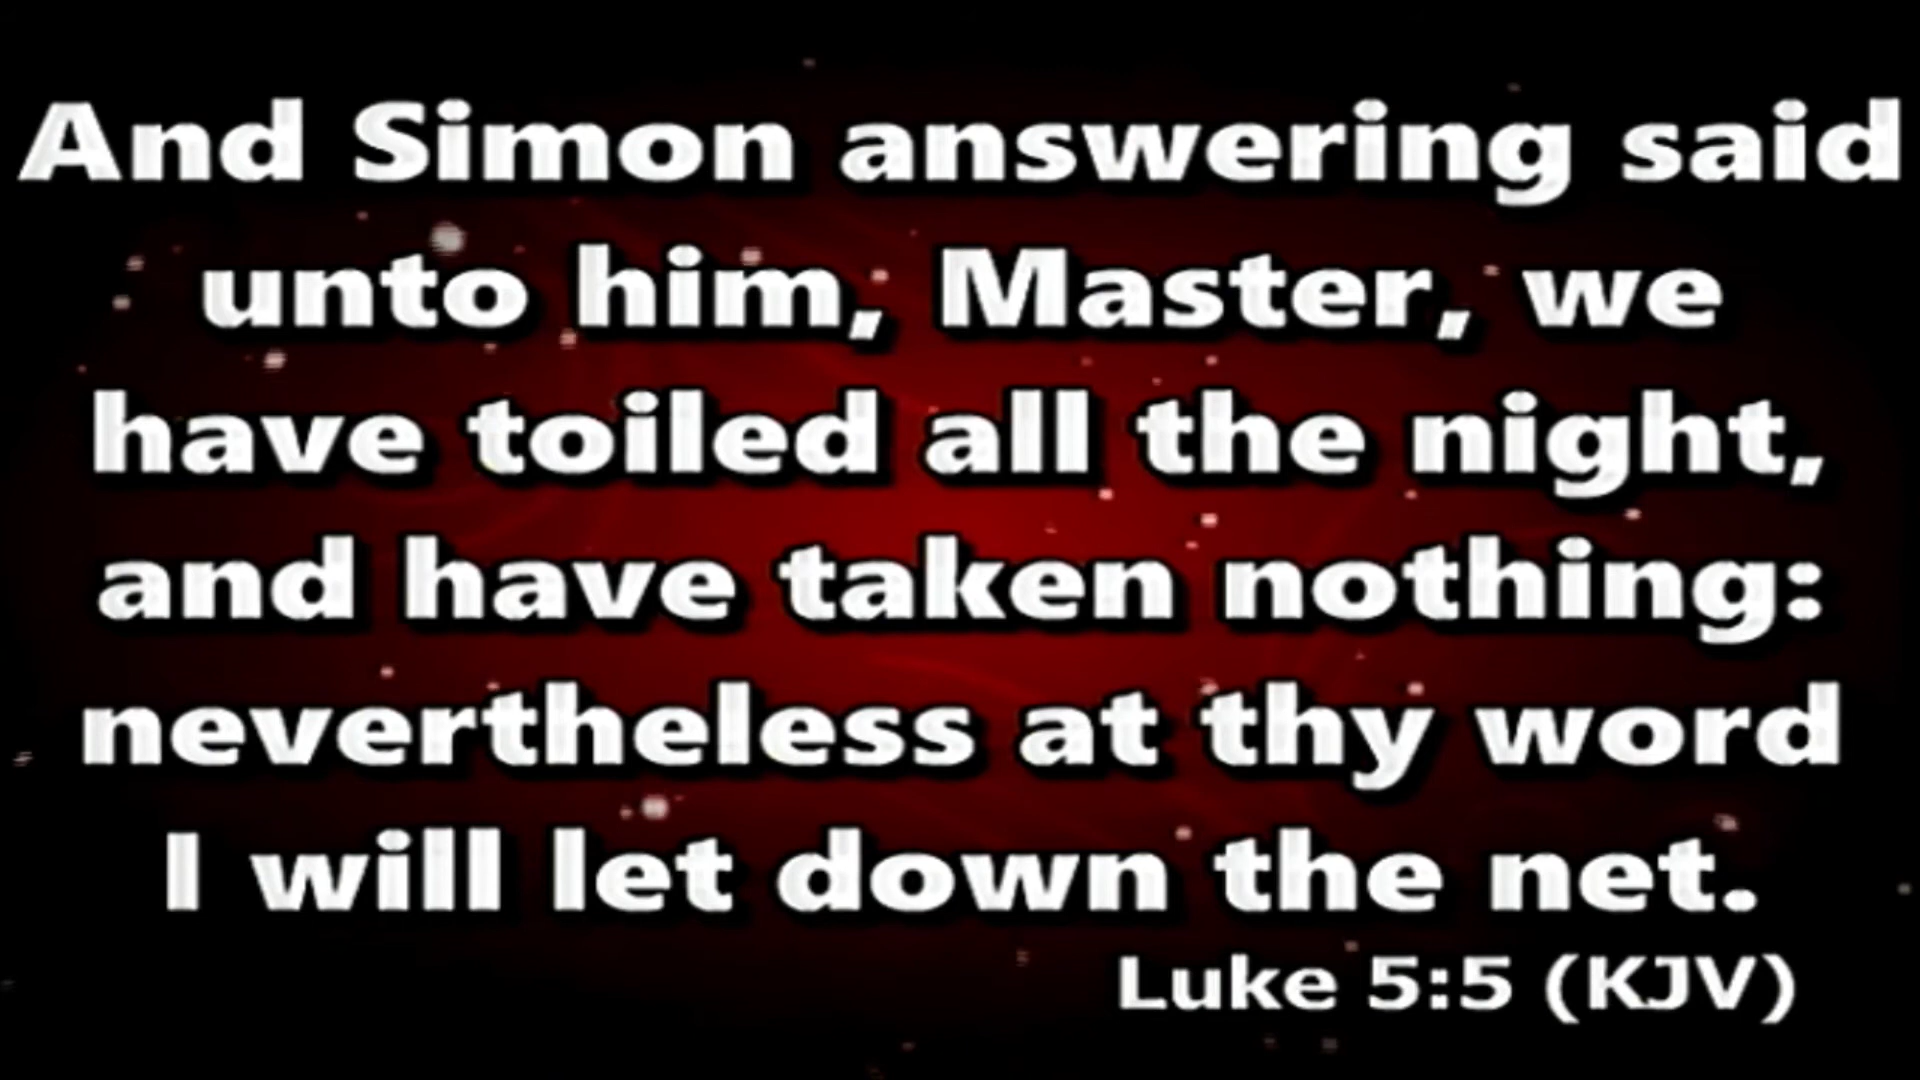 And Simon answering said
unto him, Master, we
have toiled all the night,
and have taken nothing:
nevertheless at thy word
I will let down the net.
Luke 5:5 (KJV)